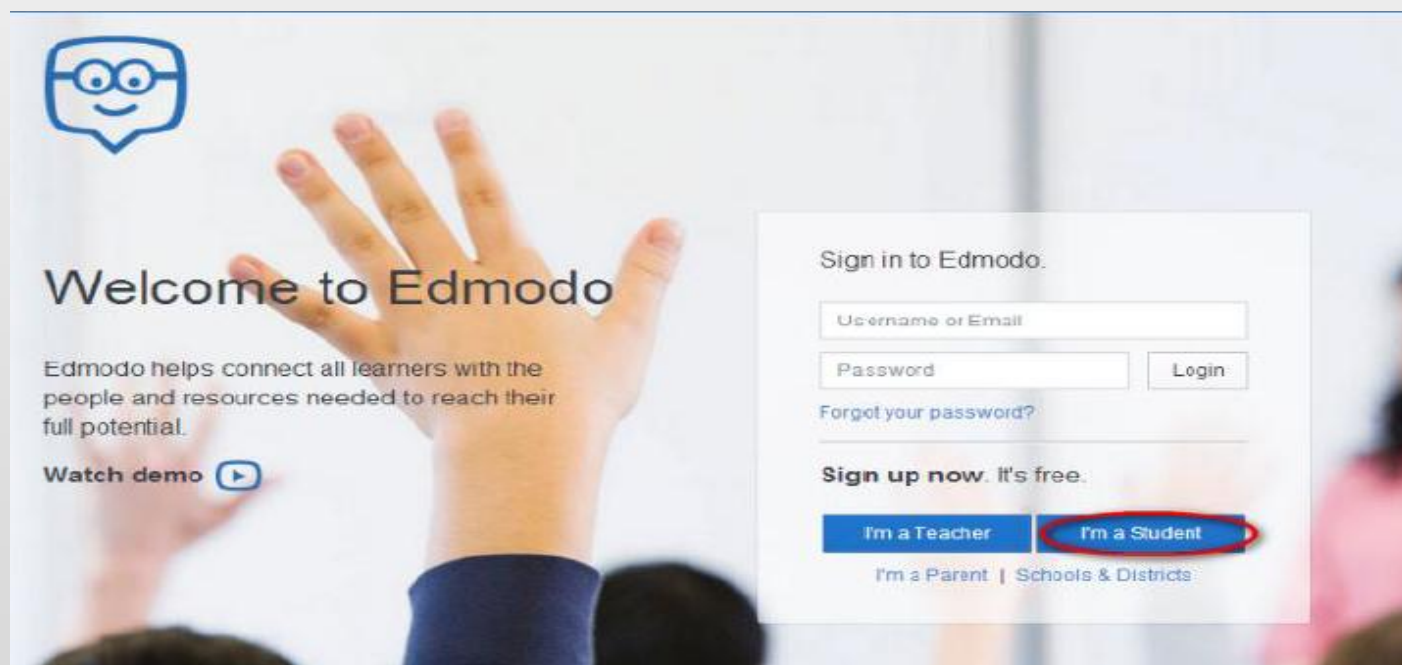 Welcome to Edmodo
Edmodo helps connect all learners with the
people and resources needed to reach their
full potential.
Watch demo
Sign in to Edmodo.
Username or Email
Password
Login
Forgot your password?
Sign up now. It's free.
I'm a Teacher
I'm a Student
I'm a Parent | Schools & Districts